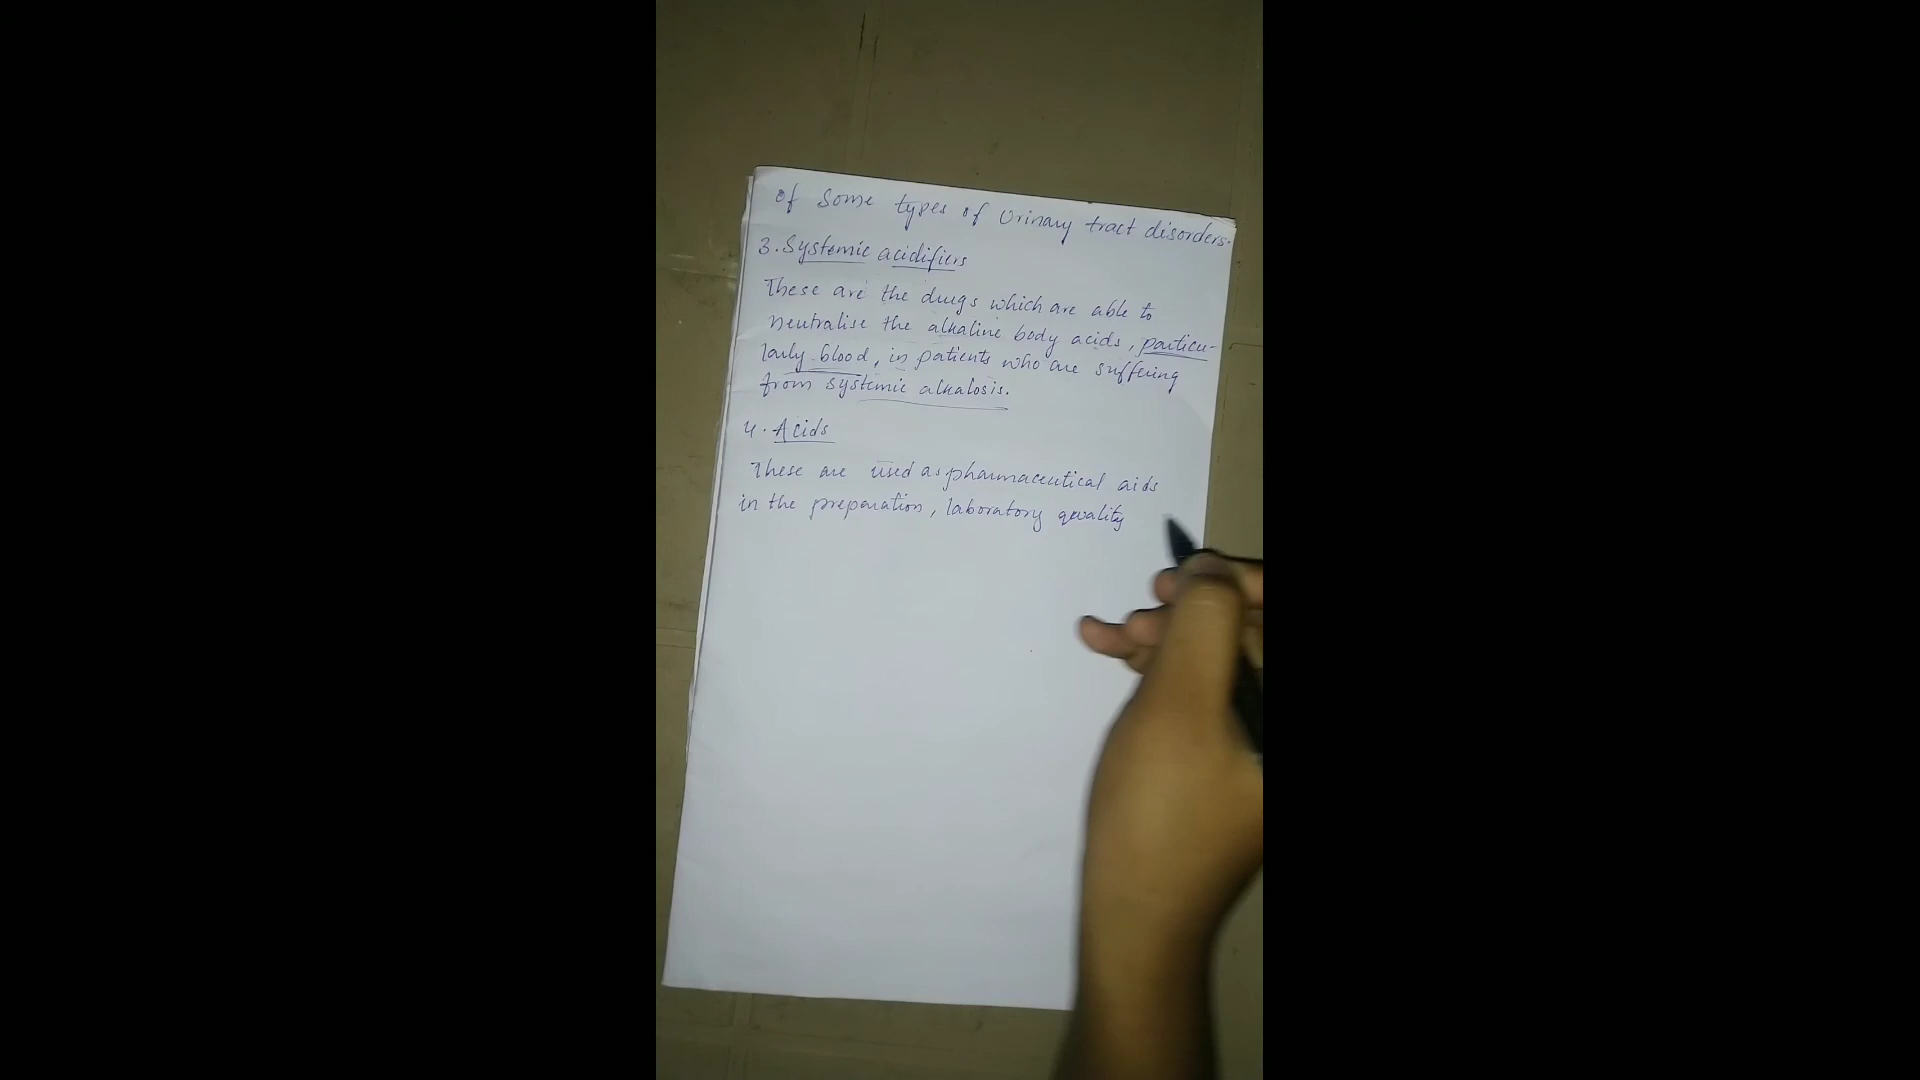 of some types of Urinary tract disorders.
3. Systemic acidifiers
These are the drugs which are able to
neutralise the alkaline body acids, particu-
larly blood, in patients who are suffering
from systemic alkalosis.
4. Acids
These are used as pharmaceutical aids
in the preparation, laboratory quality